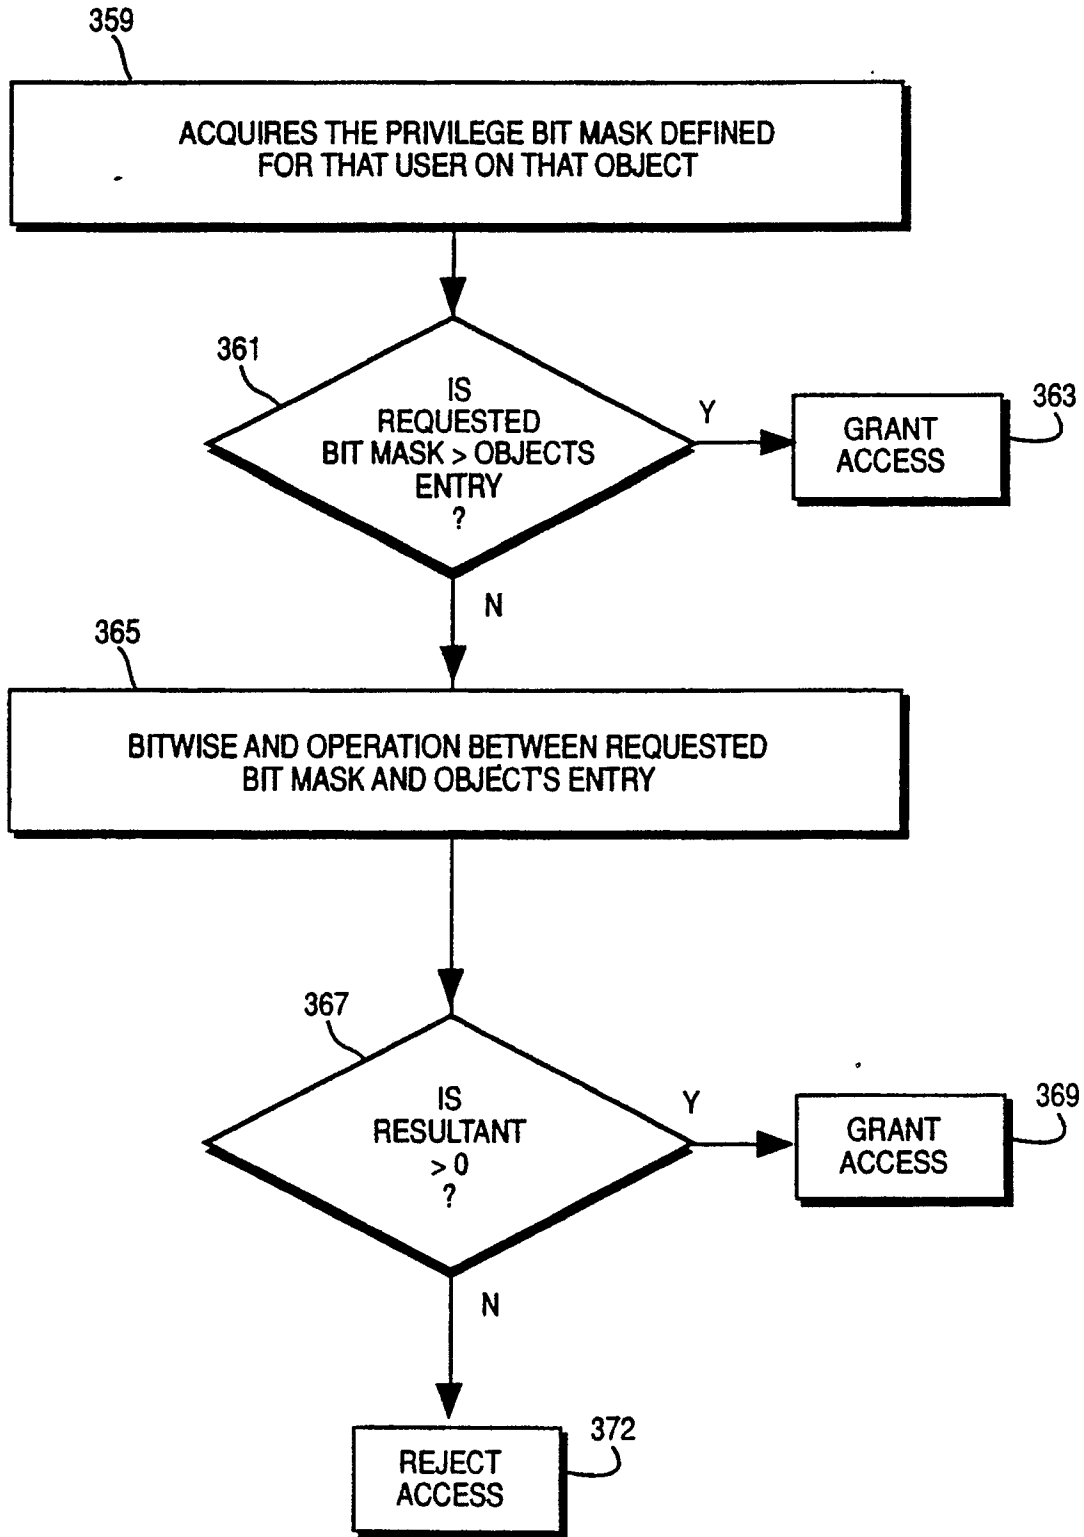 359
ACQUIRES THE PRIVILEGE BIT MASK DEFINED
FOR THAT USER ON THAT OBJECT
361
IS
REQUESTED
BIT MASK > OBJECTS
ENTRY
?
Y
363
GRANT
ACCESS
N
365
BITWISE AND OPERATION BETWEEN REQUESTED
BIT MASK AND OBJECT'S ENTRY
367
IS
RESULTANT
> 0
?
Y
369
GRANT
ACCESS
N
372
REJECT
ACCESS